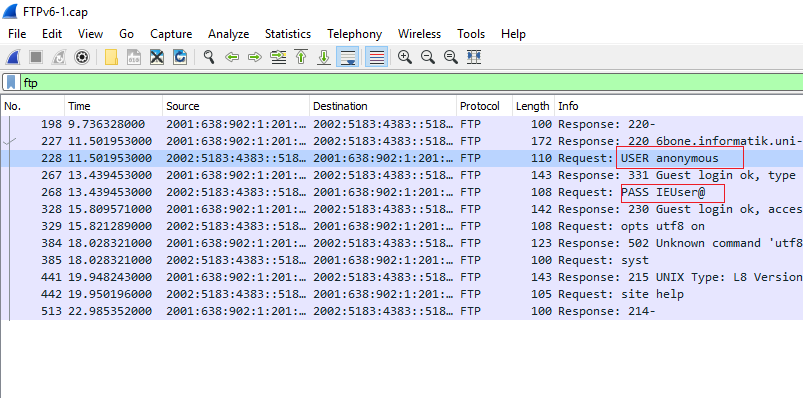 FTPv6-1.cap
File Edit View Go Capture Analyze Statistics Telephony Wireless Tools Help
ftp
No. Time Source Destination Protocol Length Info
198 9.736328000 2001:638:902:1:201:… 2002:5183:4383::518… FTP 100 Response: 220-
227 11.501953000 2001:638:902:1:201:… 2002:5183:4383::518… FTP 172 Response: 220 6bone.informatik.uni-
228 11.501953000 2002:5183:4383::518… 2001:638:902:1:201:… FTP 110 Request: USER anonymous
267 13.439453000 2001:638:902:1:201:… 2002:5183:4383::518… FTP 143 Response: 331 Guest login ok, type
268 13.439453000 2002:5183:4383::518… 2001:638:902:1:201:… FTP 108 Request: PASS IEUser@
328 15.809571000 2001:638:902:1:201:… 2002:5183:4383::518… FTP 142 Response: 230 Guest login ok, acces
329 15.821289000 2002:5183:4383::518… 2001:638:902:1:201:… FTP 108 Request: opts utf8 on
384 18.028321000 2001:638:902:1:201:… 2002:5183:4383::518… FTP 123 Response: 502 Unknown command 'utf8
385 18.028321000 2002:5183:4383::518… 2001:638:902:1:201:… FTP 100 Request: syst
441 19.948243000 2001:638:902:1:201:… 2002:5183:4383::518… FTP 143 Response: 215 UNIX Type: L8 Version
442 19.950196000 2002:5183:4383::518… 2001:638:902:1:201:… FTP 105 Request: site help
513 22.985352000 2001:638:902:1:201:… 2002:5183:4383::518… FTP 100 Response: 214-